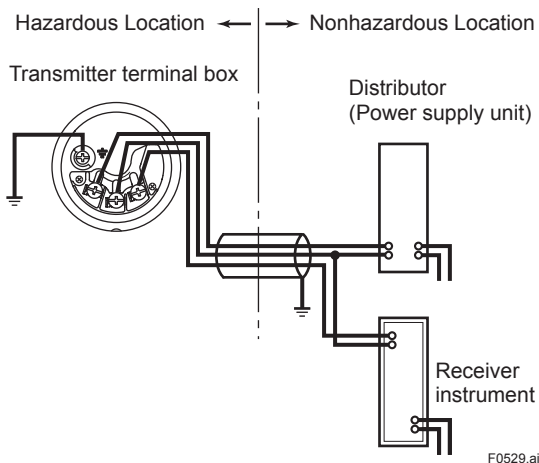 Hazardous Location
Nonhazardous Location
Transmitter terminal box
Distributor
(Power supply unit)
Receiver
instrument
F0529.ai